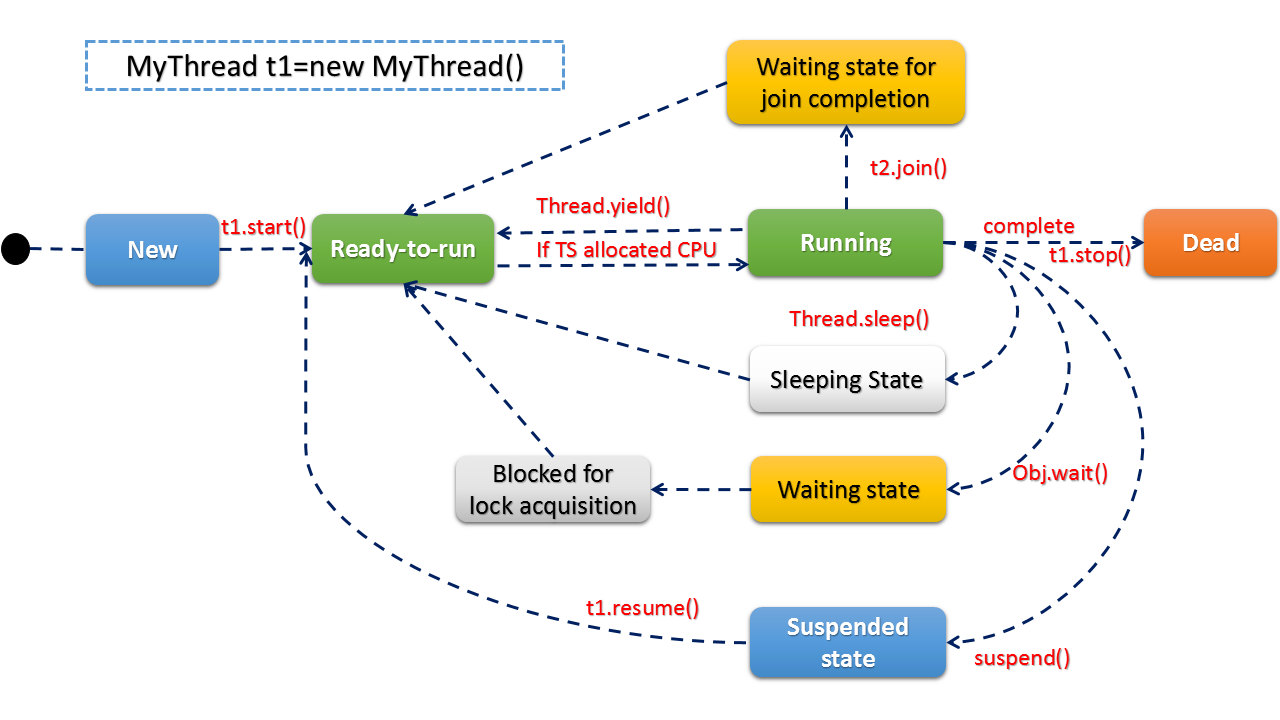 MyThread t1=new MyThread()
Waiting state for
join completion
t2.join()
New
t1.start()
Ready-to-run
Thread.yield()
If TS allocated CPU
Running
complete
t1.stop()
Dead
Thread.sleep()
Sleeping State
Blocked for
lock acquisition
Waiting state
Obj.wait()
t1.resume()
Suspended
state
suspend()